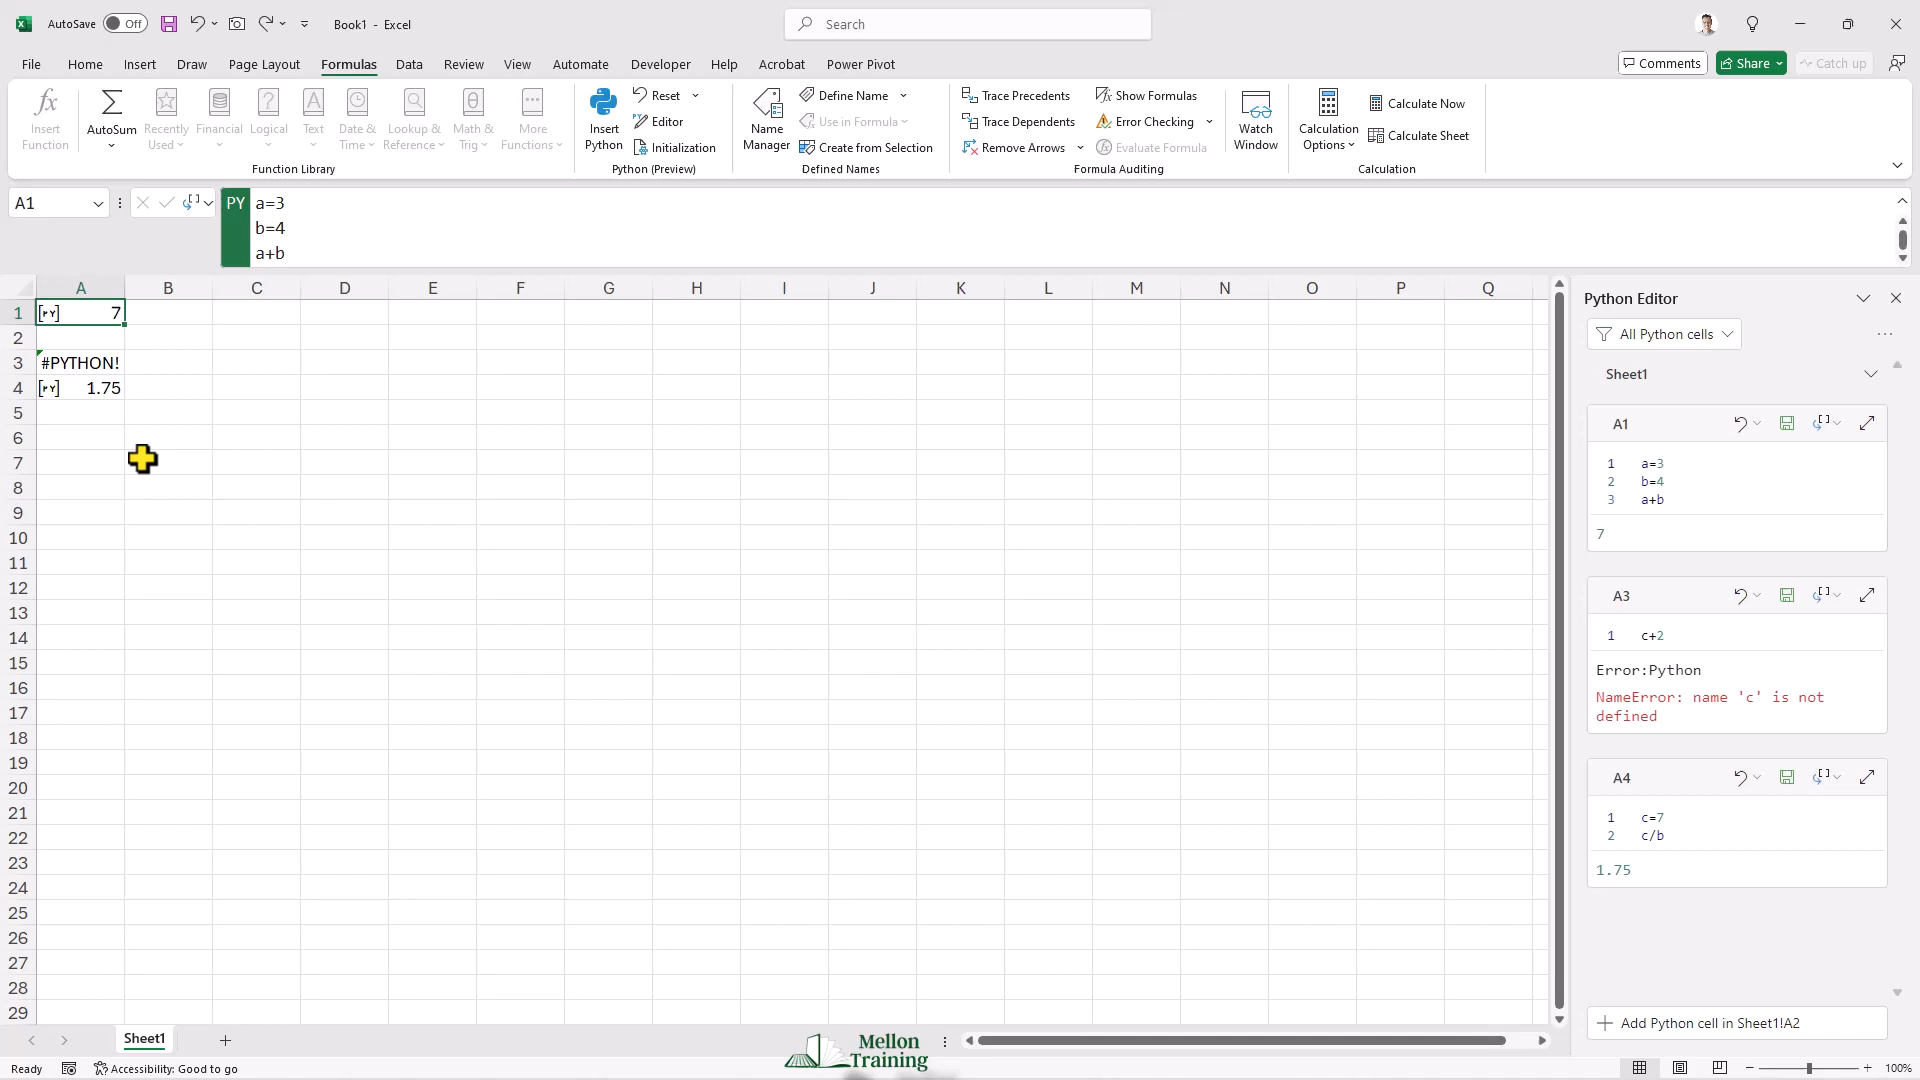 AutoSave Off Book1 - Excel Search
File Home Insert Draw Page Layout Formulas Data Review View Automate Developer Help Acrobat Power Pivot Comments Share Catch up
fx
Insert Function
AutoSum
Recently Used
Financial
Logical
Text
Date & Time
Lookup & Reference
Math & Trig
More Functions
Function Library
Insert Python
Reset
Editor
Initialization
Python (Preview)
Name Manager
Define Name
Use in Formula
Create from Selection
Defined Names
Trace Precedents
Trace Dependents
Remove Arrows
Show Formulas
Error Checking
Evaluate Formula
Formula Auditing
Watch Window
Calculation Options
Calculate Now
Calculate Sheet
Calculation
A1 PY a=3
b=4
a+b
A B C D E F G H I J K L M N O P Q
1 [PY] 7
2
3 #PYTHON!
4 [PY] 1.75
5
6
7
8
9
10
11
12
13
14
15
16
17
18
19
20
21
22
23
24
25
26
27
28
29
Python Editor
All Python cells
Sheet1
A1
1 a=3
2 b=4
3 a+b
7
A3
1 c+2
Error:Python
NameError: name 'c' is not
defined
A4
1 c=7
2 c/b
1.75
Add Python cell in Sheet1!A2
Sheet1
Mellon
Training
Ready Accessibility: Good to go 100%